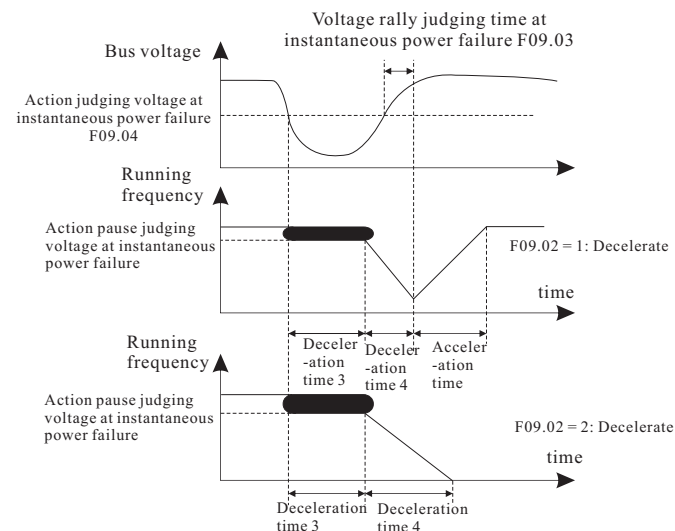 Voltage rally judging time at
instantaneous power failure F09.03
Bus voltage
Action judging voltage at
instantaneous power failure
F09.04
Running
frequency
Action pause judging
voltage at instantaneous
power failure
F09.02 = 1: Decelerate
time
Deceler
-ation
time 3
Deceler
-ation
time 4
Acceler
-ation
time
Running
frequency
Action pause judging
voltage at instantaneous
power failure
F09.02 = 2: Decelerate
time
Deceleration
time 3
Deceleration
time 4